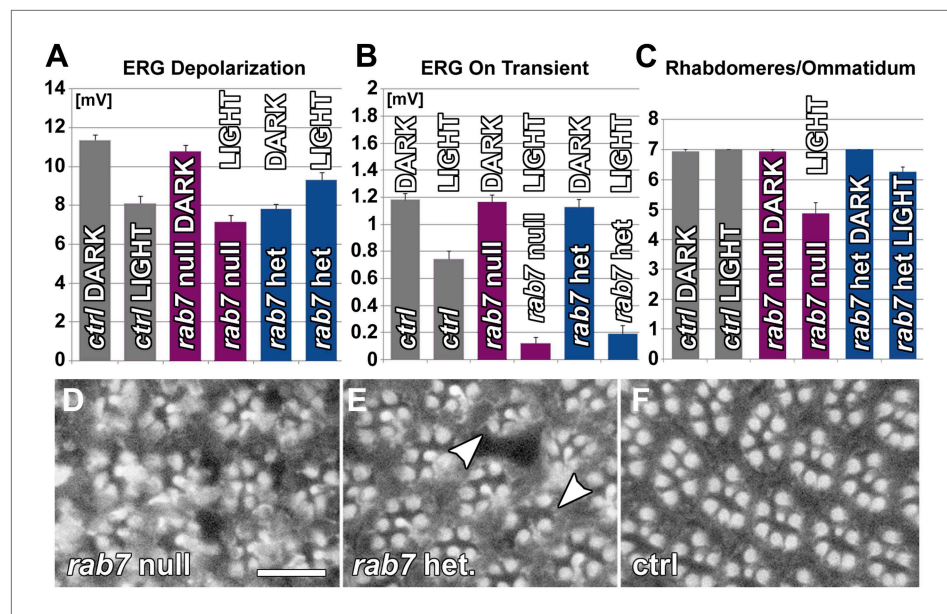 A
ERG Depolarization
[mV]
14
12
10
8
6
4
2
0
ctrl DARK
ctrl LIGHT
rab7 null DARK
rab7 null LIGHT
rab7 het DARK
rab7 het LIGHT
B
ERG On Transient
[mV]
2
1.8
1.6
1.4
1.2
1
0.8
0.6
0.4
0.2
0
ctrl DARK
ctrl LIGHT
rab7 null DARK
rab7 null LIGHT
rab7 het DARK
rab7 het LIGHT
C
Rhabdomeres/Ommatidum
8
7
6
5
4
3
2
1
0
ctrl DARK
ctrl LIGHT
rab7 null DARK
rab7 null LIGHT
rab7 het DARK
rab7 het LIGHT
D
rab7 null
E
rab7 het.
F
ctrl